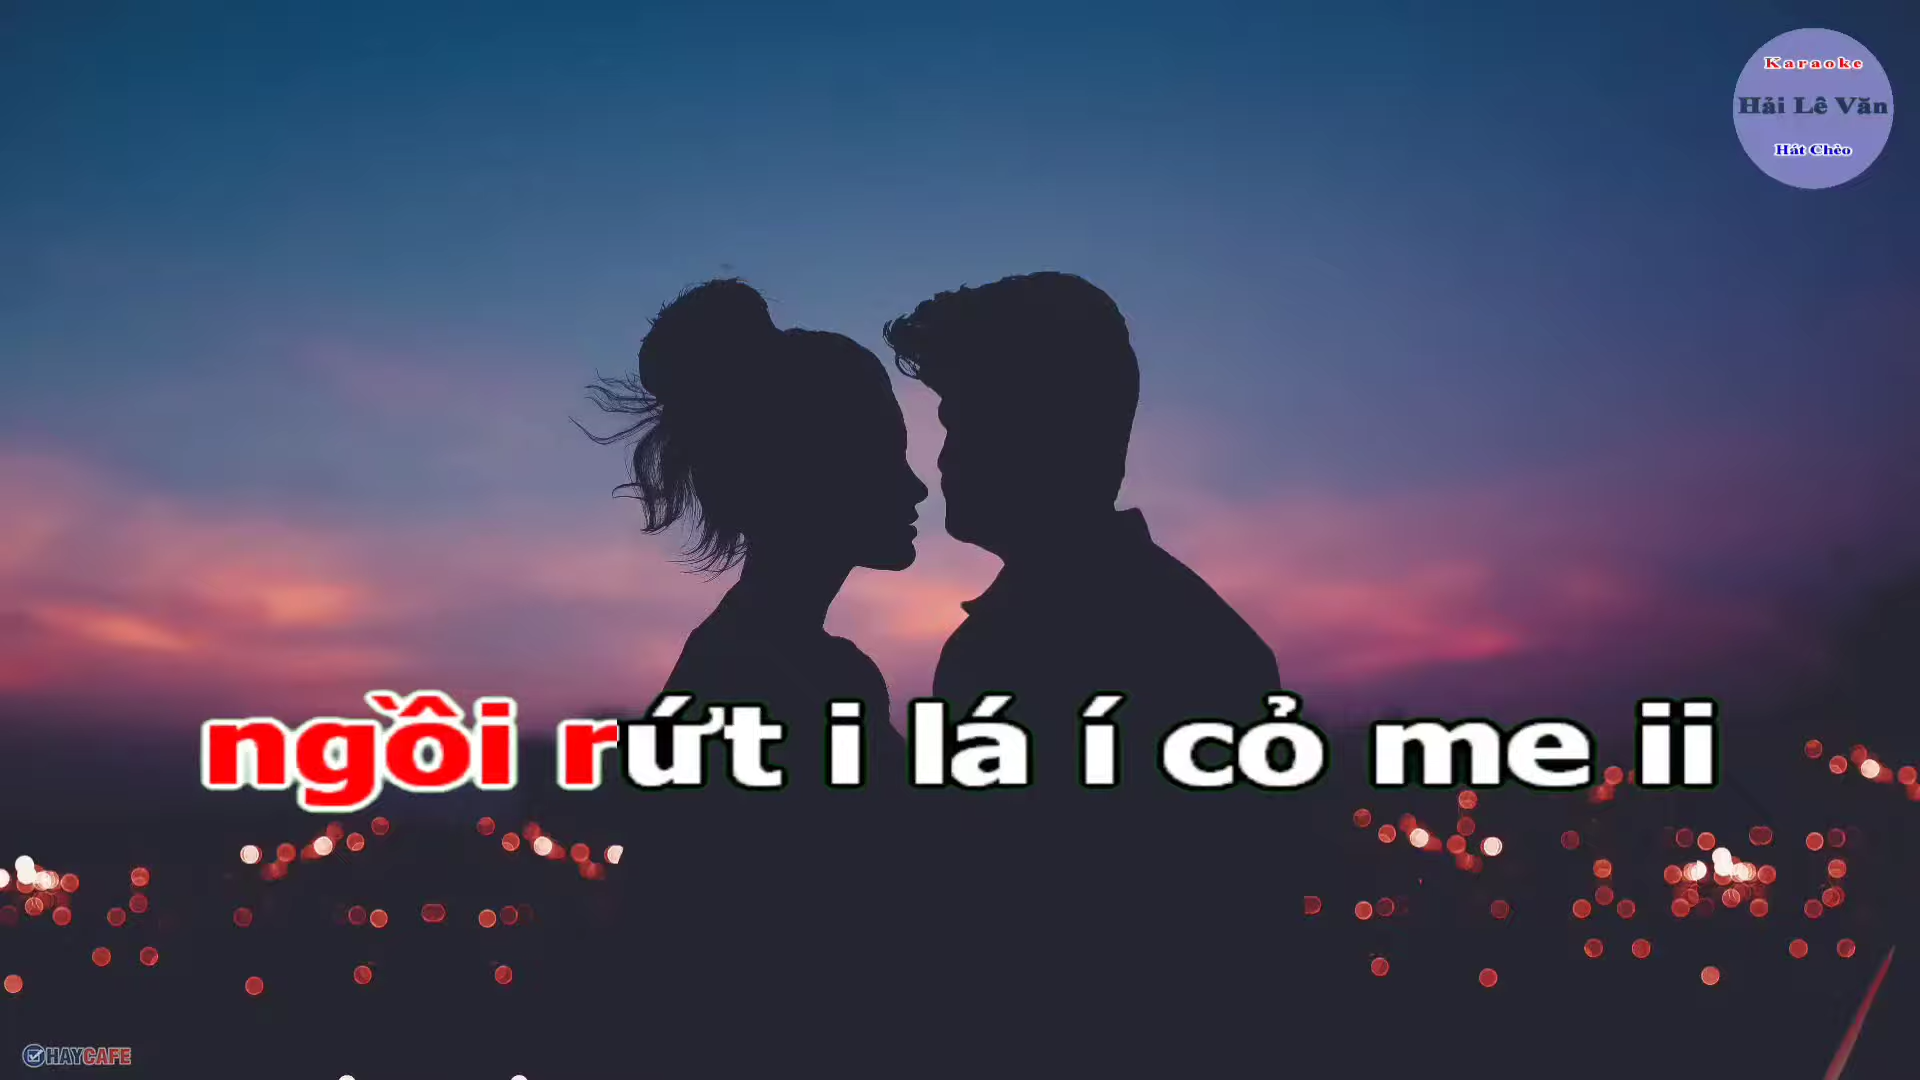 Karaoke
Hải Lê Văn
Hát Chèo
ngồi rứt i lá í cỏ me ii
HAYCAFE